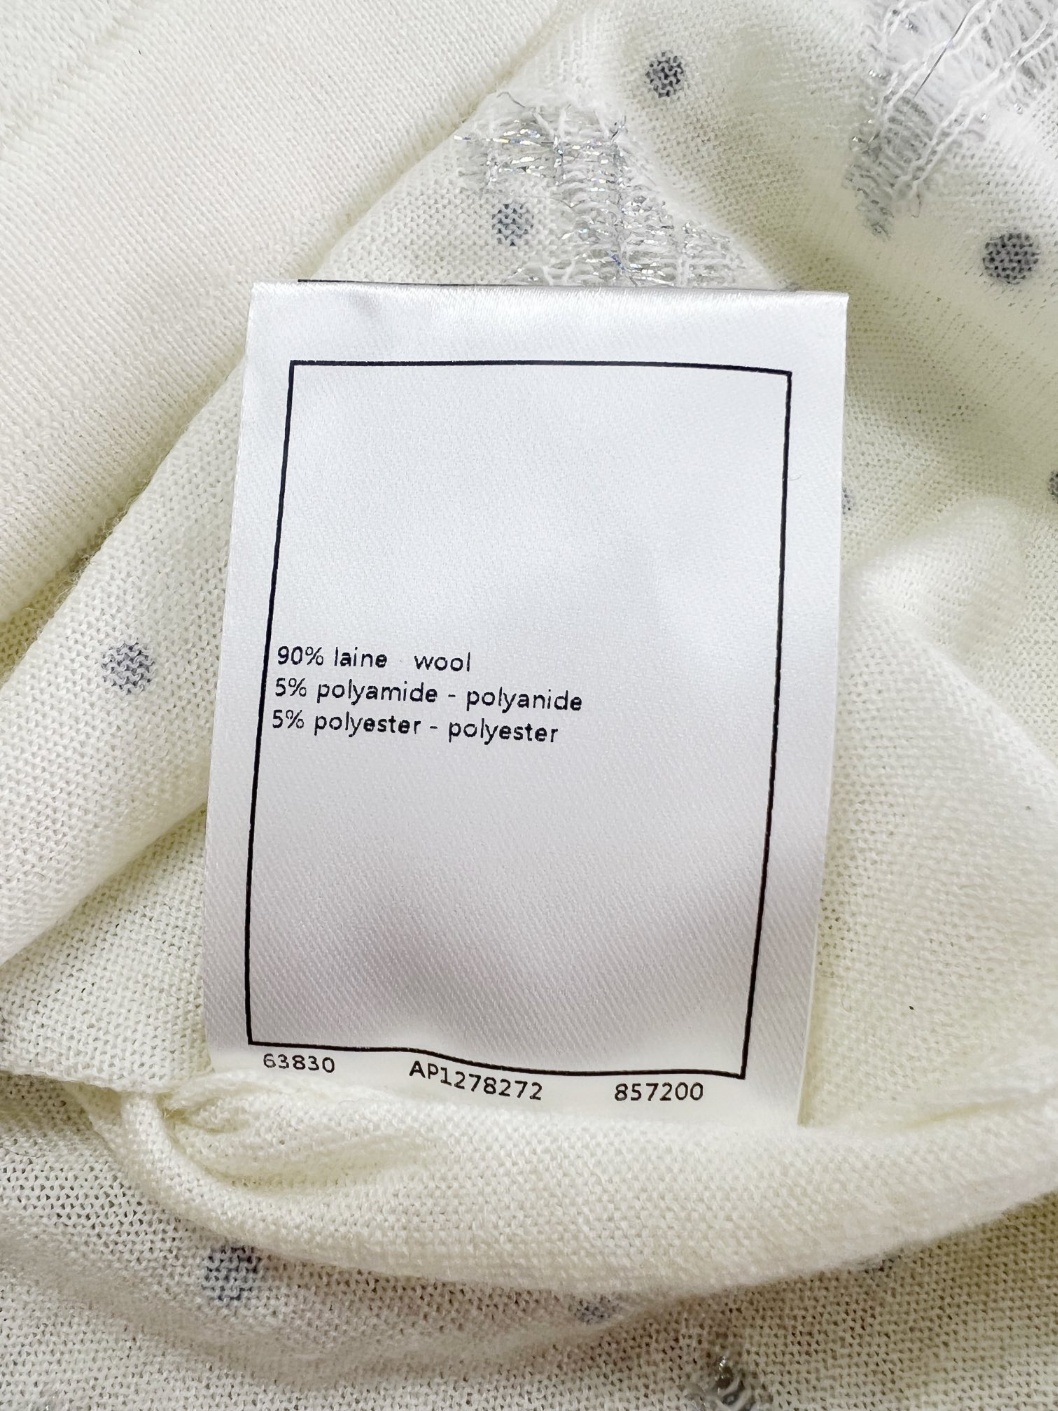 90% laine wool
5% polyamide - polyanide
5% polyester - polyester
63830 AP1278272 857200